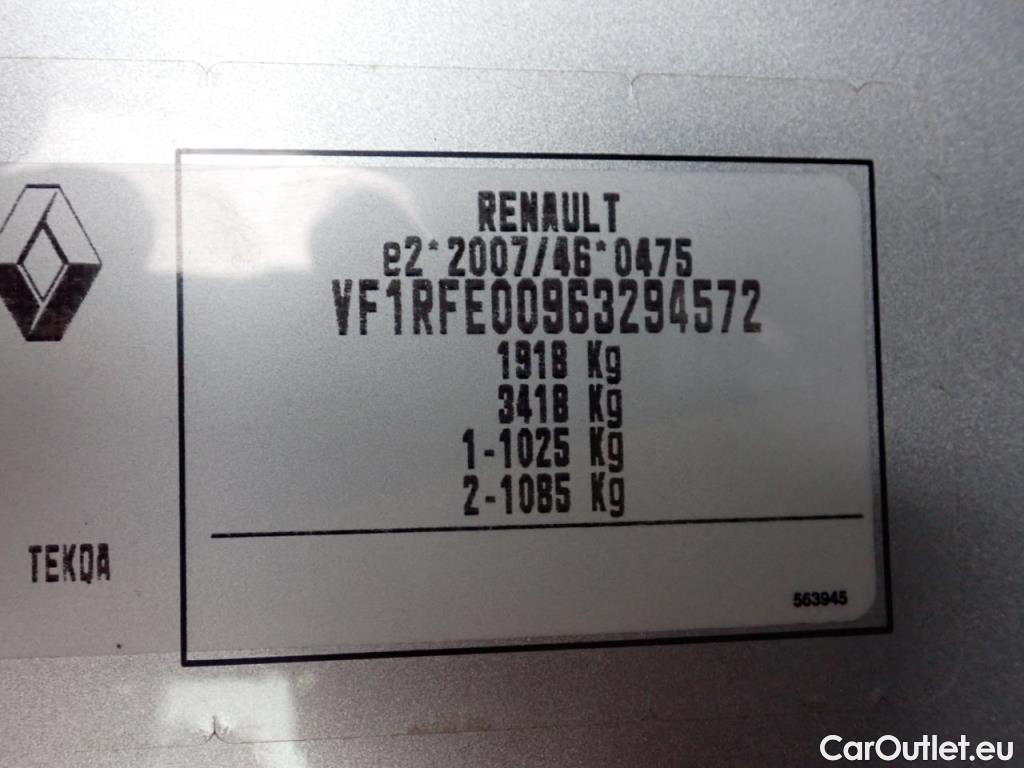 RENAULT
e2*2007/46*0475
VF1RFE00963294572
1918 Kg
3418 Kg
1-1025 Kg
2-1085 Kg
TEKQA
563945
CarOutlet.eu